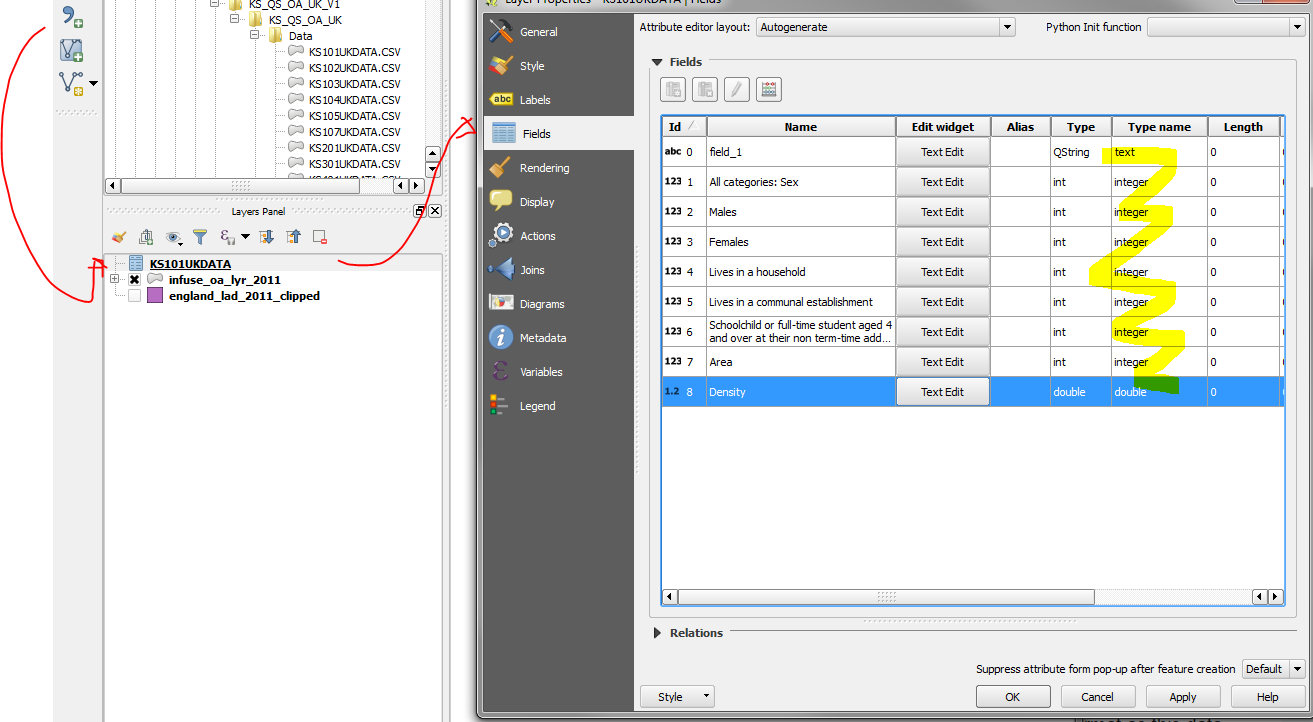 KS_QS_OA_UK_V1
KS_QS_OA_UK
Data
KS101UKDATA.CSV
KS102UKDATA.CSV
KS103UKDATA.CSV
KS104UKDATA.CSV
KS105UKDATA.CSV
KS107UKDATA.CSV
KS201UKDATA.CSV
KS301UKDATA.CSV
Layers Panel
KS101UKDATA
infuse_oa_lyr_2011
england_lad_2011_clipped
Layer Properties - KS101UKDATA | Fields
General
Style
abc Labels
Fields
Rendering
Display
Actions
Joins
Diagrams
Metadata
Variables
Legend
Attribute editor layout: Autogenerate Python Init function
Fields
Id Name Edit widget Alias Type Type name Length
abc 0 field_1 Text Edit QString text 0
123 1 All categories: Sex Text Edit int integer 0
123 2 Males Text Edit int integer 0
123 3 Females Text Edit int integer 0
123 4 Lives in a household Text Edit int integer 0
123 5 Lives in a communal establishment Text Edit int integer 0
123 6 Schoolchild or full-time student aged 4
and over at their non term-time add... Text Edit int integer 0
123 7 Area Text Edit int integer 0
1.2 8 Density Text Edit double double 0
Relations
Suppress attribute form pop-up after feature creation Default
Style OK Cancel Apply Help